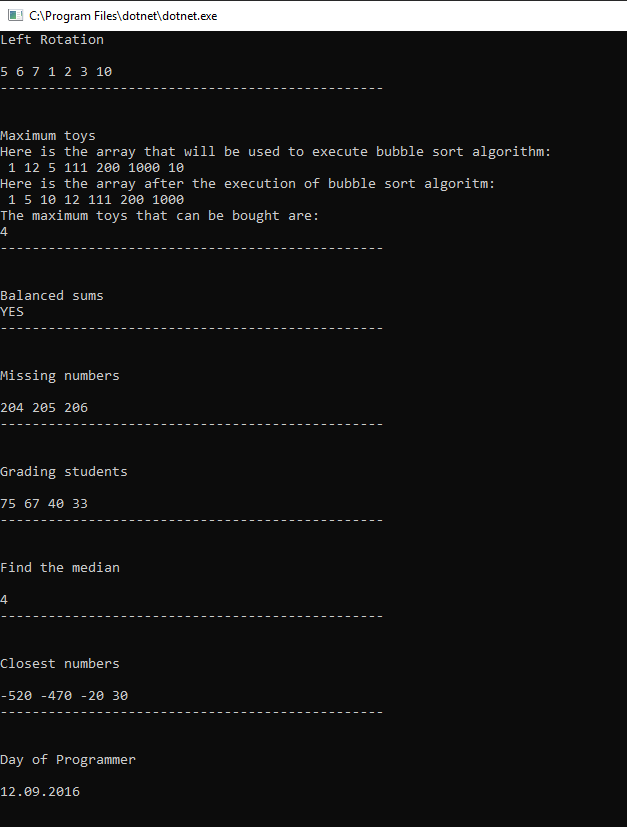 C:\Program Files\dotnet\dotnet.exe
Left Rotation
5 6 7 1 2 3 10
------------------------------------------------
Maximum toys
Here is the array that will be used to execute bubble sort algorithm:
1 12 5 111 200 1000 10
Here is the array after the execution of bubble sort algoritm:
1 5 10 12 111 200 1000
The maximum toys that can be bought are:
4
------------------------------------------------
Balanced sums
YES
------------------------------------------------
Missing numbers
204 205 206
------------------------------------------------
Grading students
75 67 40 33
------------------------------------------------
Find the median
4
------------------------------------------------
Closest numbers
-520 -470 -20 30
------------------------------------------------
Day of Programmer
12.09.2016